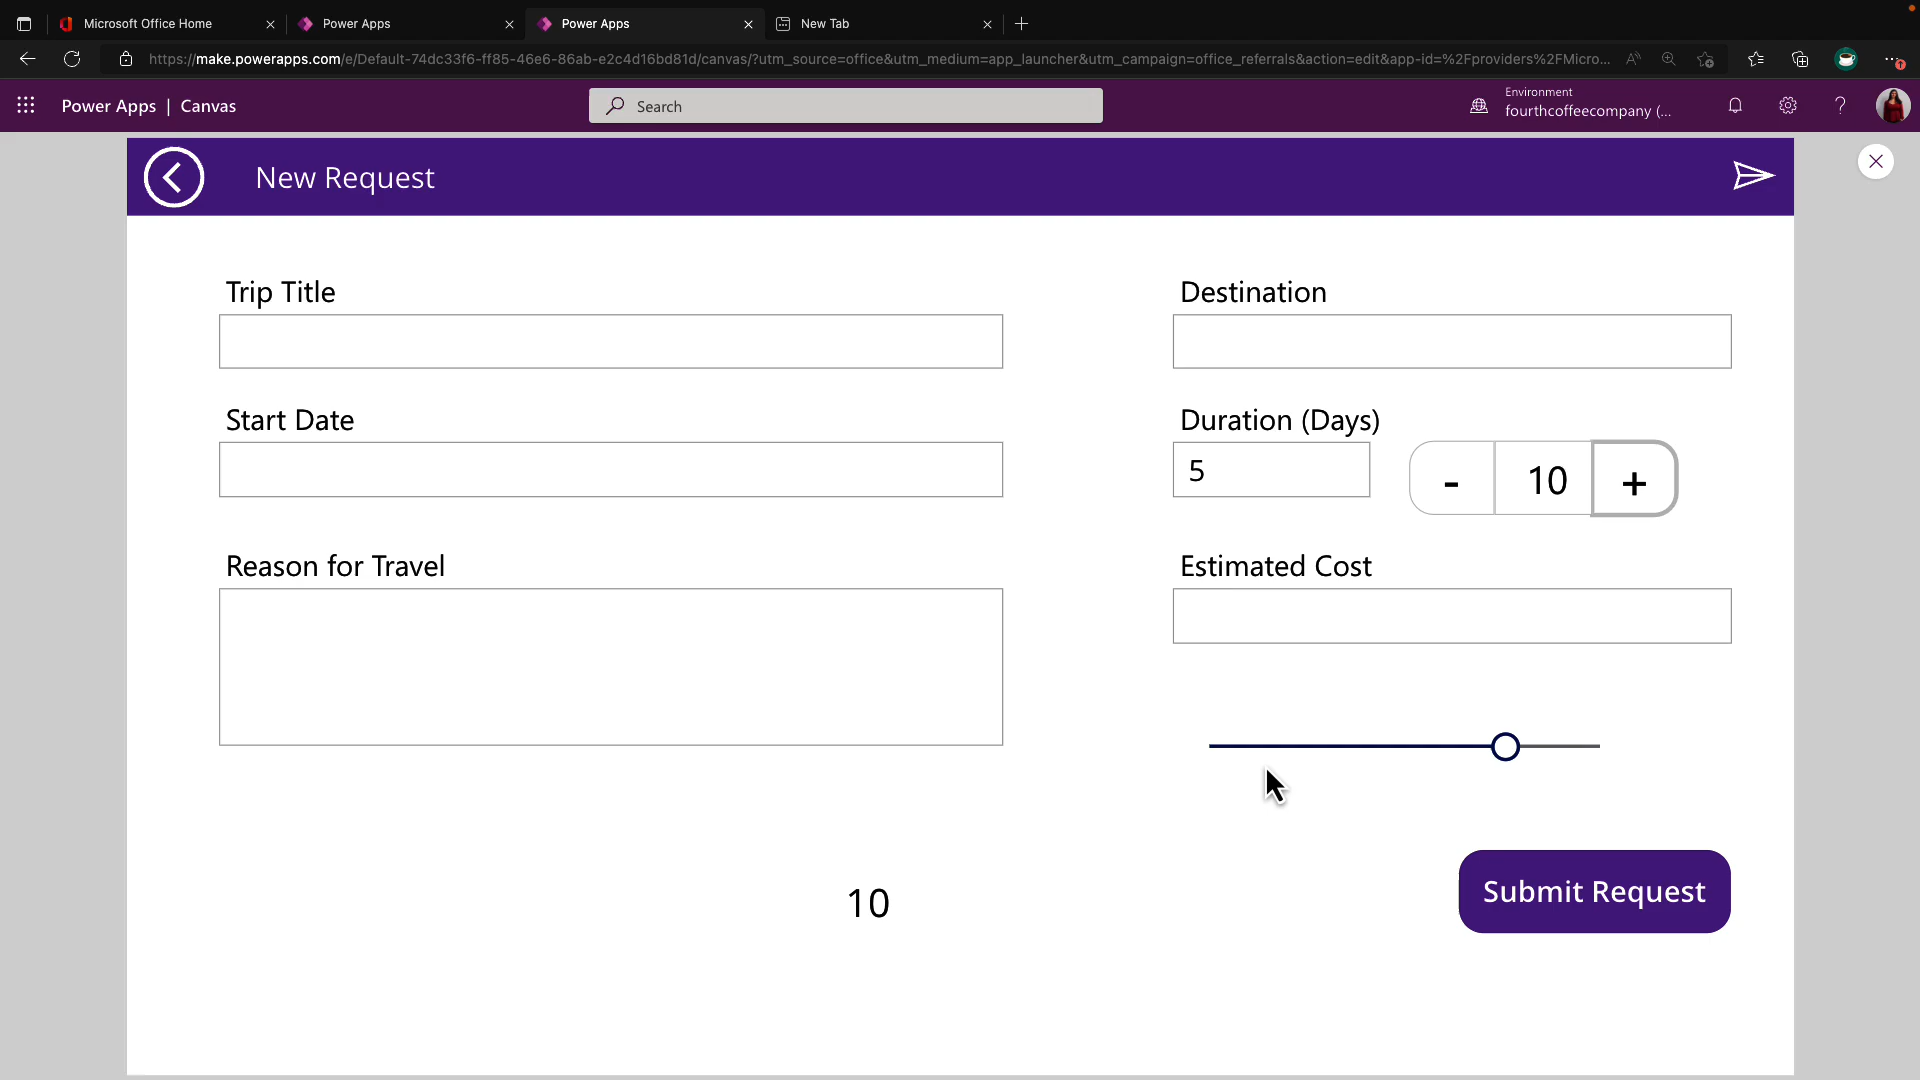 Microsoft Office Home
Power Apps
Power Apps
New Tab
https://make.powerapps.com/e/Default-74dc33f6-ff85-46e6-86ab-e2c4d16bd81d/canvas/?utm_source=office&utm_medium=app_launcher&utm_campaign=office_referrals&action=edit&app-id=%2Fproviders%2FMicro...
Power Apps | Canvas
Search
Environment
fourthcoffeecompany (...
New Request
Trip Title
Destination
Start Date
Duration (Days)
5
- 10 +
Reason for Travel
Estimated Cost
10
Submit Request